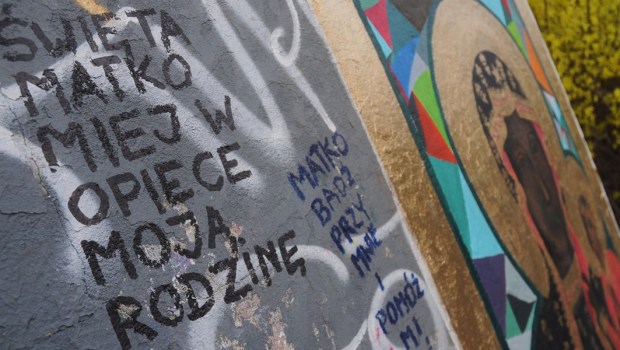 ŚWIĘTA
MATKO
MIEJ W
OPIECE
MOJĄ
RODZINĘ
MATKO
BĄDŹ
PRZY
MNIE
I
POMÓŻ
MI